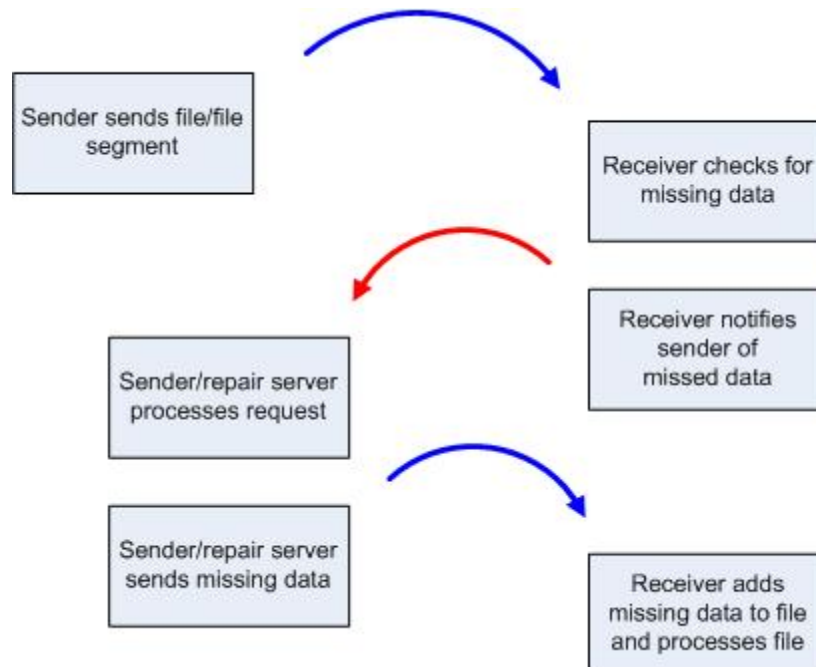 Sender sends file/file
segment
Receiver checks for
missing data
Receiver notifies
sender of
missed data
Sender/repair server
processes request
Sender/repair server
sends missing data
Receiver adds
missing data to file
and processes file